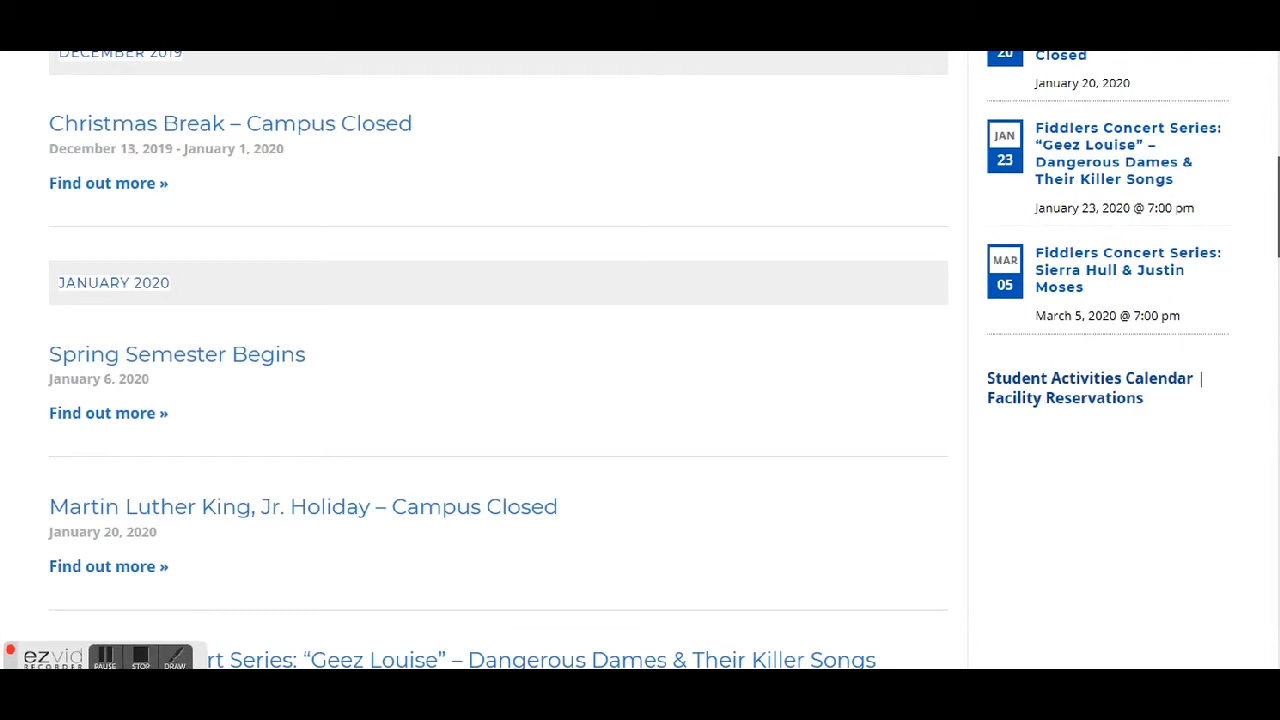 DECEMBER 2019
Christmas Break – Campus Closed
December 13, 2019 - January 1, 2020
Find out more »
JANUARY 2020
Spring Semester Begins
January 6, 2020
Find out more »
Martin Luther King, Jr. Holiday – Campus Closed
January 20, 2020
Find out more »
rt Series: “Geez Louise” – Dangerous Dames & Their Killer Songs
20
Closed
January 20, 2020
JAN
23
Fiddlers Concert Series:
“Geez Louise” –
Dangerous Dames &
Their Killer Songs
January 23, 2020 @ 7:00 pm
MAR
05
Fiddlers Concert Series:
Sierra Hull & Justin
Moses
March 5, 2020 @ 7:00 pm
Student Activities Calendar |
Facility Reservations
ezvid
RECORDER
PAUSE
STOP
DRAW